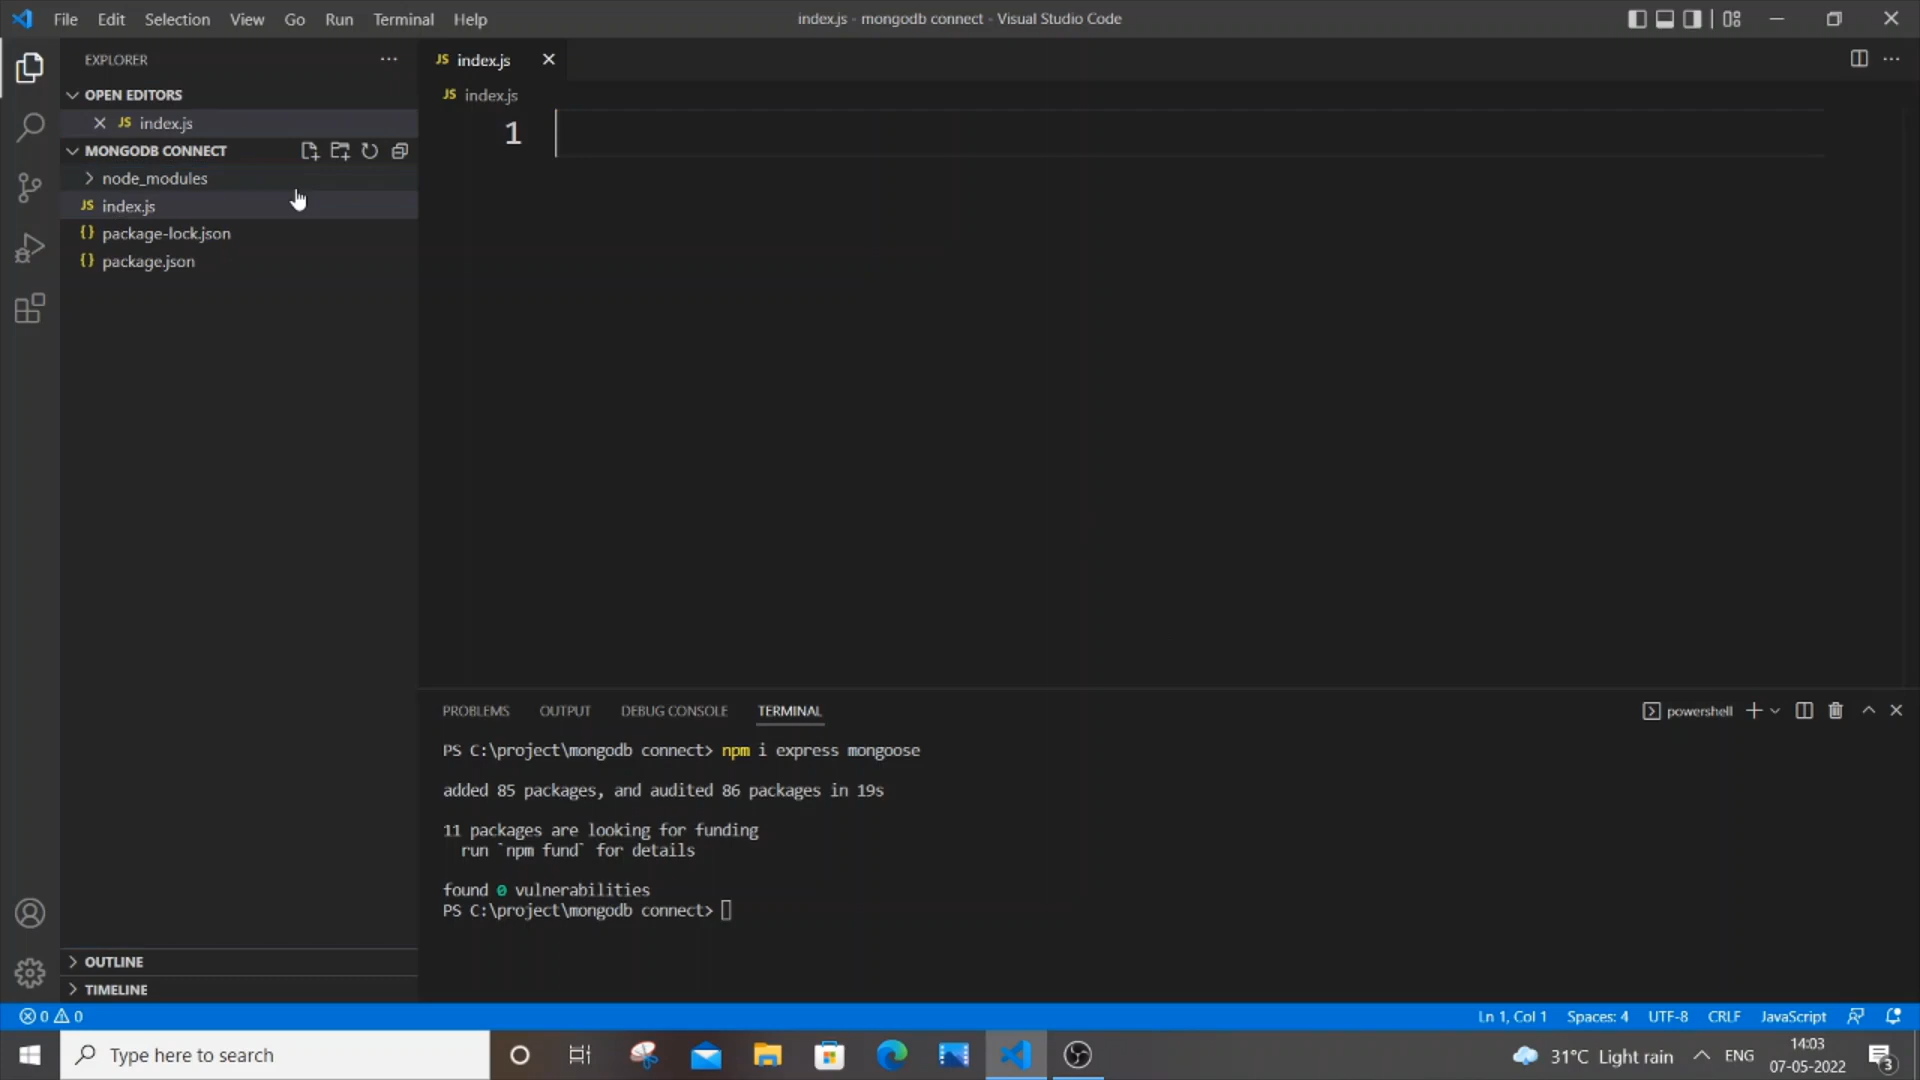 File Edit Selection View Go Run Terminal Help
index.js - mongodb connect - Visual Studio Code
EXPLORER
OPEN EDITORS
JS index.js
MONGODB CONNECT
node_modules
JS index.js
{} package-lock.json
{} package.json
OUTLINE
TIMELINE
JS index.js
JS index.js
1
PROBLEMS OUTPUT DEBUG CONSOLE TERMINAL
powershell
PS C:\project\mongodb connect> npm i express mongoose
added 85 packages, and audited 86 packages in 19s
11 packages are looking for funding
run `npm fund` for details
found 0 vulnerabilities
PS C:\project\mongodb connect>
0 0
Ln 1, Col 1 Spaces: 4 UTF-8 CRLF JavaScript
Type here to search
31°C Light rain
ENG
14:03
07-05-2022
3